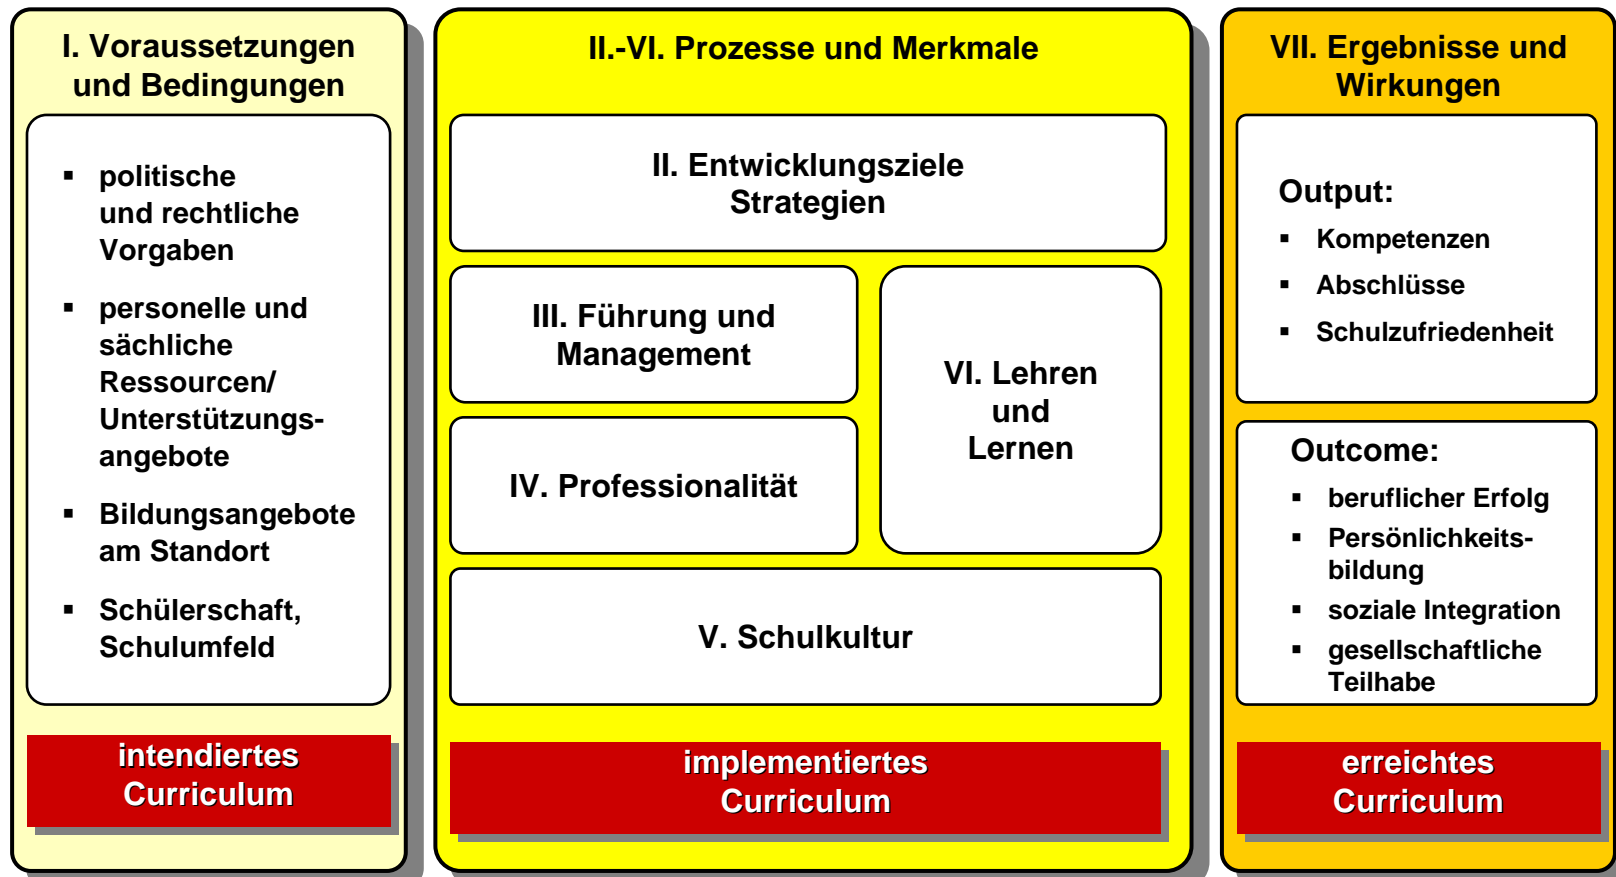 I. Voraussetzungen
und Bedingungen
▪ politische
und rechtliche
Vorgaben
▪ personelle und
sächliche
Ressourcen/
Unterstützungs-
angebote
▪ Bildungsangebote
am Standort
▪ Schülerschaft,
Schulumfeld
intendiertes
Curriculum
II.-VI. Prozesse und Merkmale
II. Entwicklungsziele
Strategien
III. Führung und
Management
IV. Professionalität
VI. Lehren
und
Lernen
V. Schulkultur
implementiertes
Curriculum
VII. Ergebnisse und
Wirkungen
Output:
▪ Kompetenzen
▪ Abschlüsse
▪ Schulzufriedenheit
Outcome:
▪ beruflicher Erfolg
▪ Persönlichkeits-
bildung
▪ soziale Integration
▪ gesellschaftliche
Teilhabe
erreichtes
Curriculum